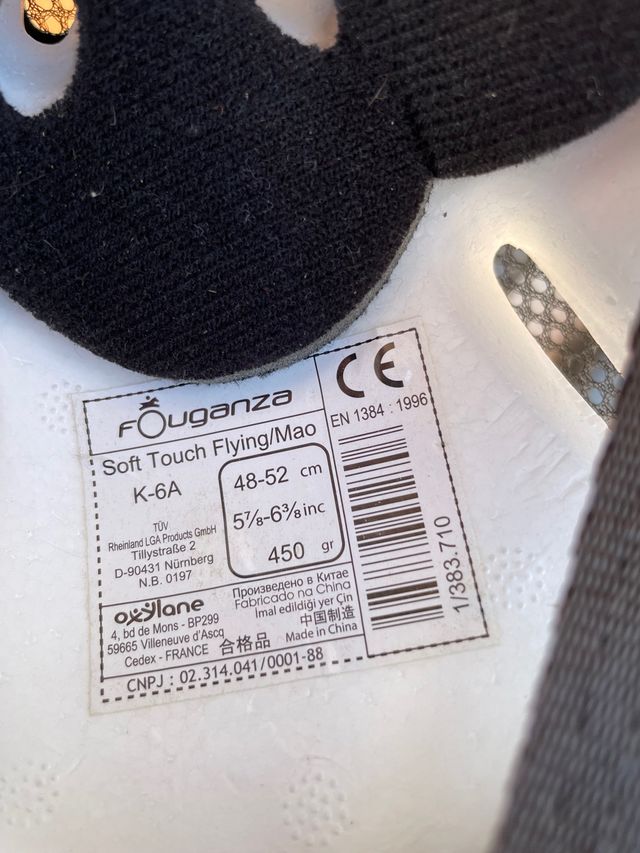 FOuganza
CE
EN 1384 : 1996
Soft Touch Flying/Mao
K-6A
48-52 cm
5⅞-6⅜ inc
450 gr
TÜV
Rheinland LGA Products GmbH
Tillystraße 2
D-90431 Nürnberg
N.B. 0197
1/383.710
oxylane
4, bd de Mons - BP299
59665 Villeneuve d'Ascq
Cedex - FRANCE 合格品
Произведено в Китае
Fabricado na China
İmal edildiği yer Çin
中国制造
Made in China
CNPJ : 02.314.041/0001-88